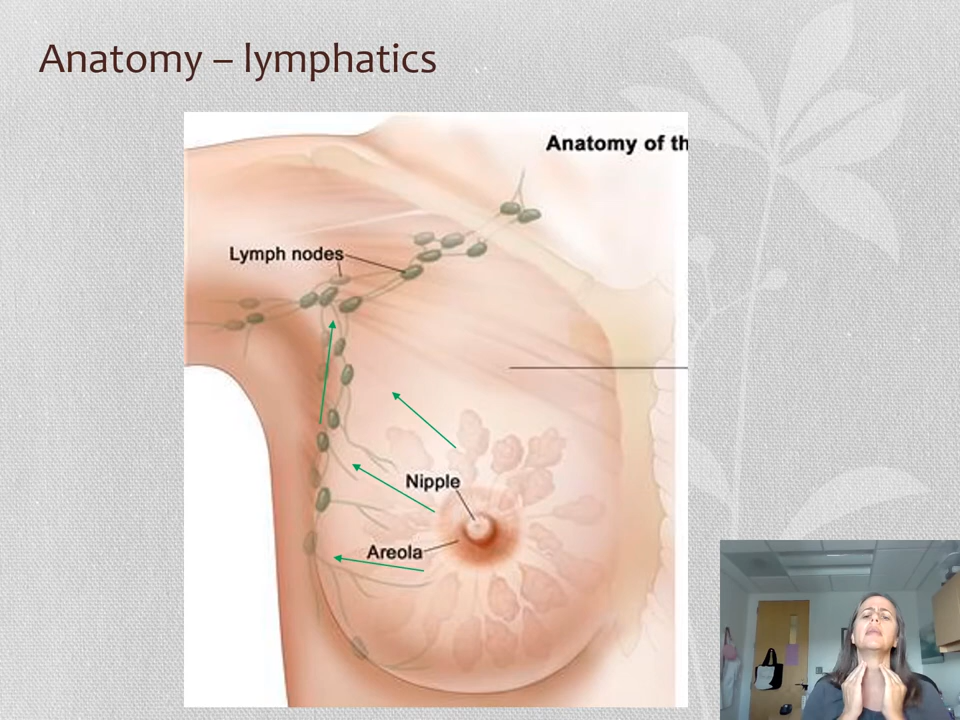 Anatomy – lymphatics
Anatomy of th
Lymph nodes
Nipple
Areola